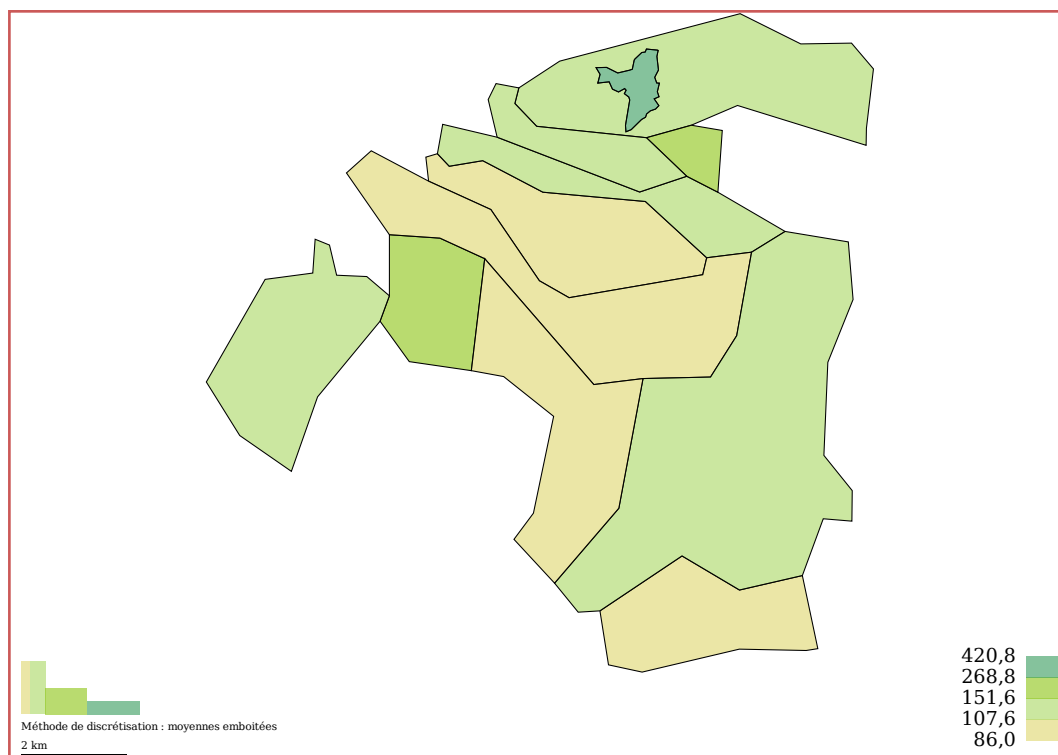 420,8
268,8
151,6
107,6
86,0
Méthode de discrétisation : moyennes emboitées
2 km